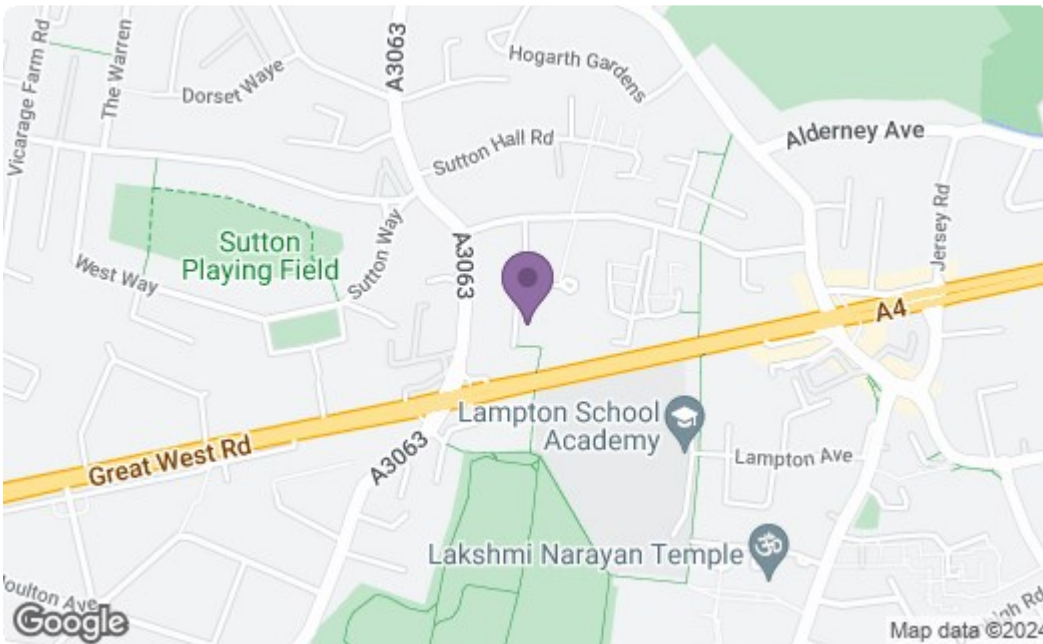 A3063
Hogarth Gardens
The Warren
Dorset Waye
Vicarage Farm Rd
Alderney Ave
Sutton Hall Rd
Jersey Rd
Sutton
Playing Field
Sutton Way
A3063
West Way
A4
Lampton School
Academy
Great West Rd
A3063
Lampton Ave
Lakshmi Narayan Temple
oulton Ave
Google
Map data ©2024